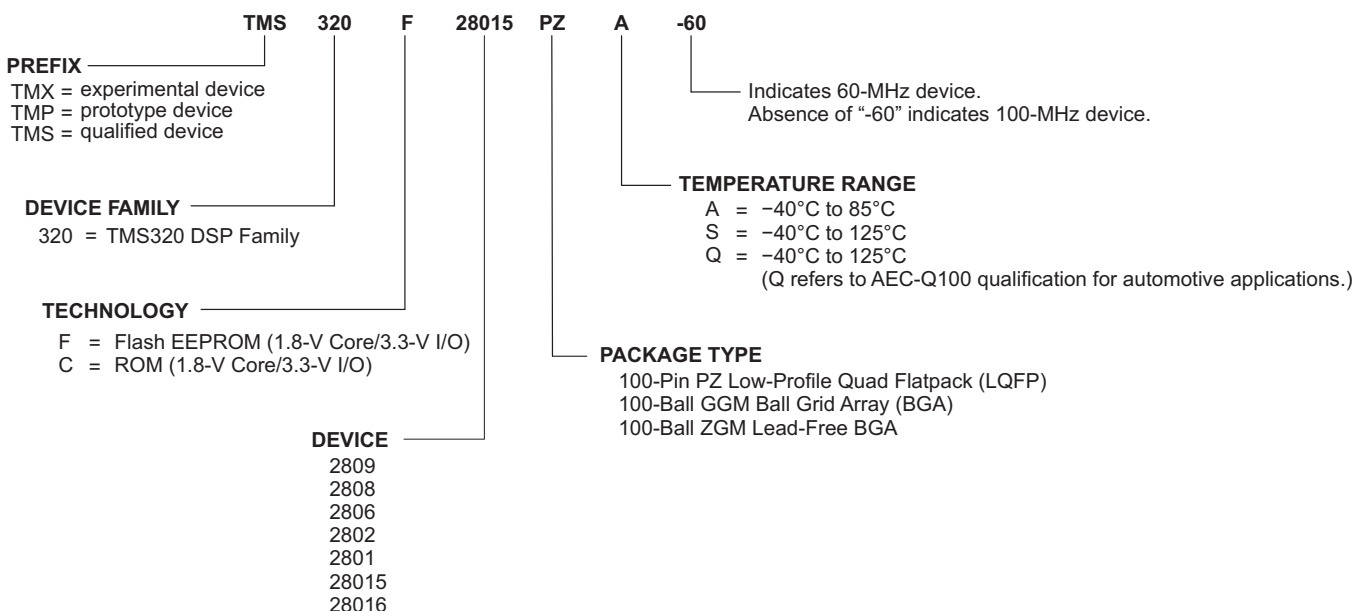 TMS 320 F 28015 PZ A -60
PREFIX
TMX = experimental device
TMP = prototype device
TMS = qualified device
Indicates 60-MHz device.
Absence of “-60” indicates 100-MHz device.
DEVICE FAMILY
320 = TMS320 DSP Family
TEMPERATURE RANGE
A = −40°C to 85°C
S = −40°C to 125°C
Q = −40°C to 125°C
(Q refers to AEC-Q100 qualification for automotive applications.)
TECHNOLOGY
F = Flash EEPROM (1.8-V Core/3.3-V I/O)
C = ROM (1.8-V Core/3.3-V I/O)
PACKAGE TYPE
100-Pin PZ Low-Profile Quad Flatpack (LQFP)
100-Ball GGM Ball Grid Array (BGA)
100-Ball ZGM Lead-Free BGA
DEVICE
2809
2808
2806
2802
2801
28015
28016